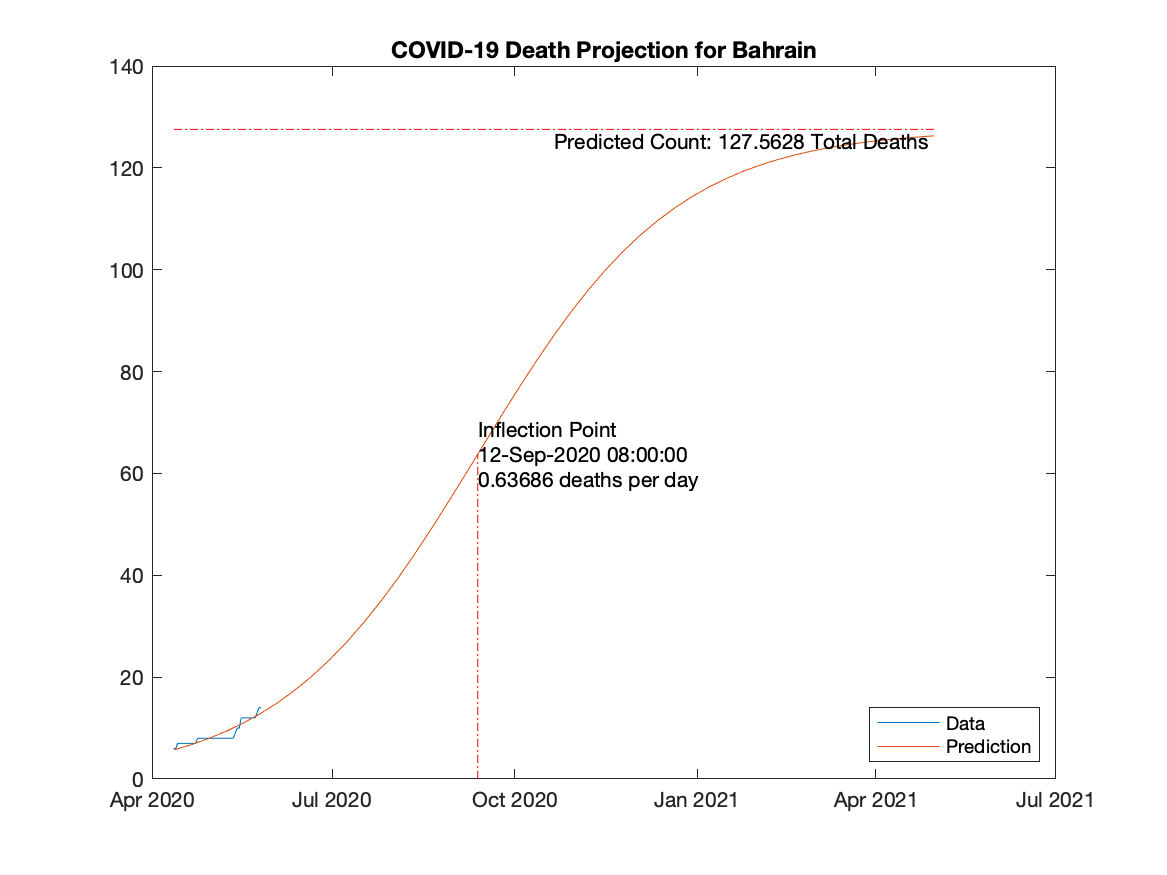 COVID-19 Death Projection for Bahrain
140
120
100
80
60
40
20
0
Predicted Count: 127.5628 Total Deaths
Inflection Point
12-Sep-2020 08:00:00
0.63686 deaths per day
Data
Prediction
Apr 2020 Jul 2020 Oct 2020 Jan 2021 Apr 2021 Jul 2021